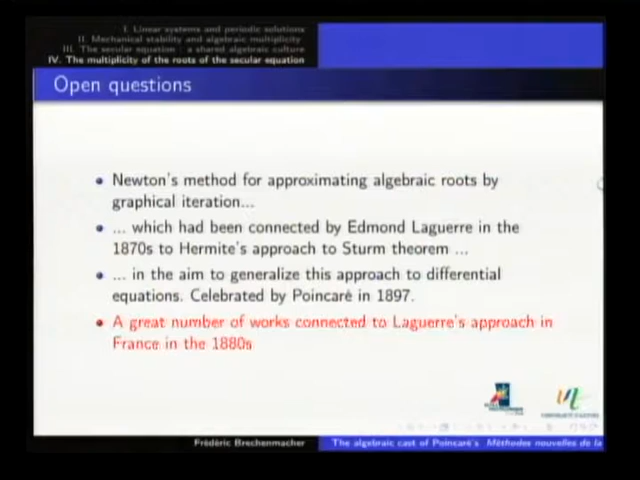 I. Linear systems and periodic solutions
II. Mechanical stability and algebraic multiplicity
III. The secular equation : a shared algebraic culture
IV. The multiplicity of the roots of the secular equation
Open questions
Newton's method for approximating algebraic roots by
graphical iteration...
... which had been connected by Edmond Laguerre in the
1870s to Hermite's approach to Sturm theorem ...
... in the aim to generalize this approach to differential
equations. Celebrated by Poincaré in 1897.
A great number of works connected to Laguerre's approach in
France in the 1880s
Frédéric Brechenmacher
The algebraic cast of Poincaré's Méthodes nouvelles de la